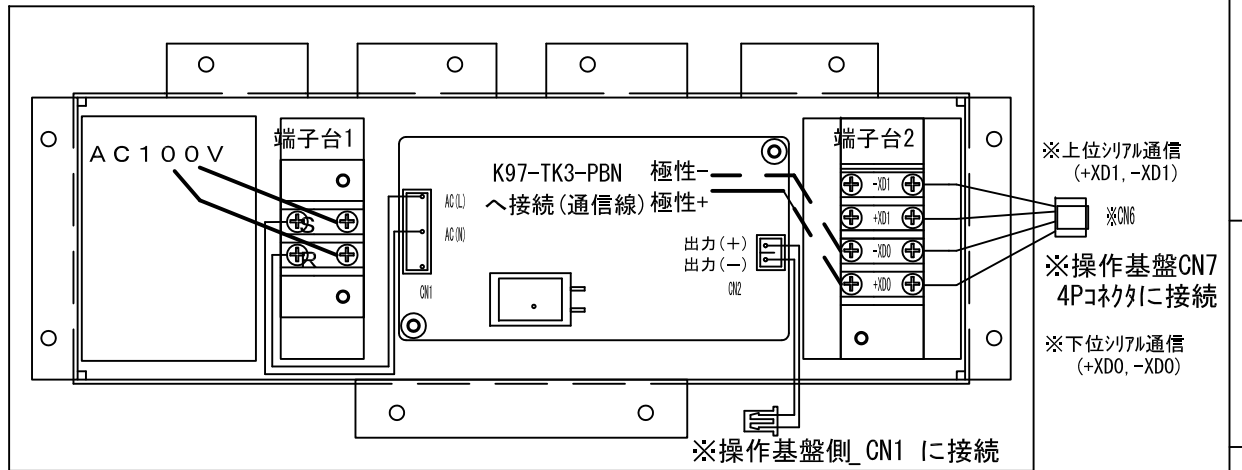 端子台1
端子台2
AC100V
K97-TK3-PBN
へ接続(通信線)
極性-
極性+
AC(L)
AC(N)
CN1
S
R
出力(+)
出力(-)
CN2
-XD1
+XD1
-XD0
+XD0
※上位シリアル通信
(+XD1,-XD1)
※CN6
※操作基盤CN7
4Pコネクタに接続
※下位シリアル通信
(+XD0,-XD0)
※操作基盤側_CN1 に接続